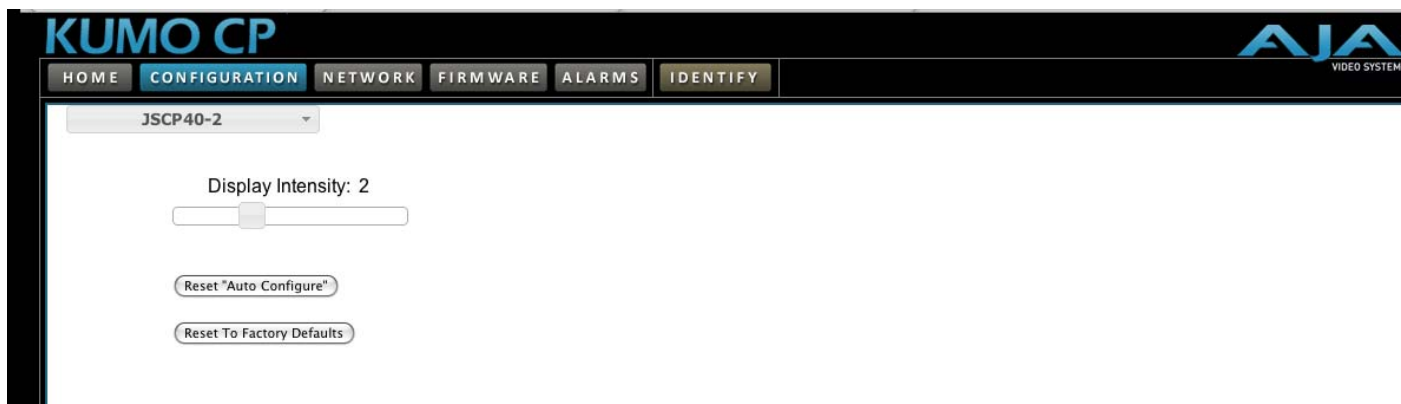 KUMO CP
AJA
VIDEO SYSTEM
HOME CONFIGURATION NETWORK FIRMWARE ALARMS IDENTIFY
JSCP40-2
Display Intensity: 2
Reset "Auto Configure"
Reset To Factory Defaults